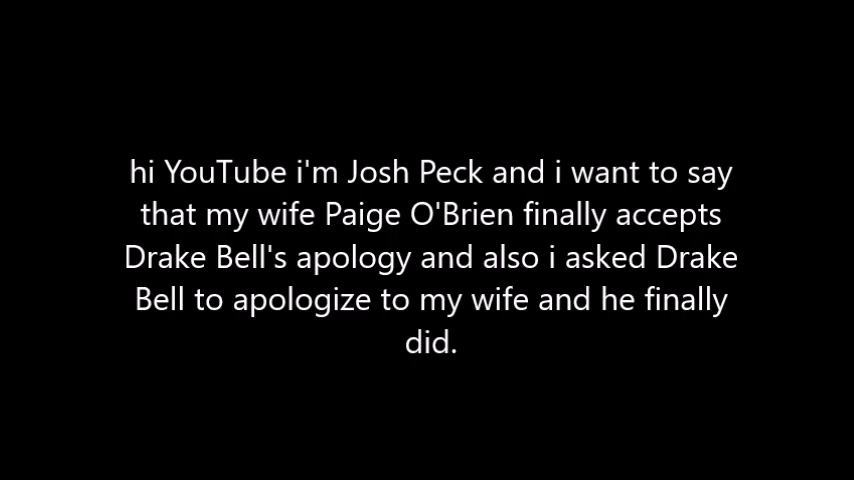 hi YouTube i'm Josh Peck and i want to say
that my wife Paige O'Brien finally accepts
Drake Bell's apology and also i asked Drake
Bell to apologize to my wife and he finally
did.